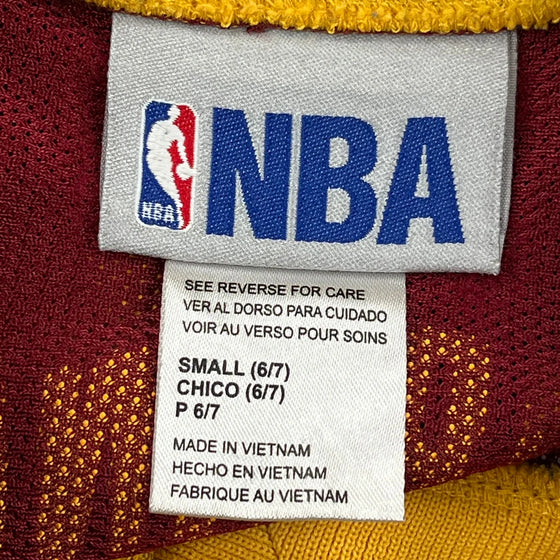 NBA
NBA
SEE REVERSE FOR CARE
VER AL DORSO PARA CUIDADO
VOIR AU VERSO POUR SOINS
SMALL (6/7)
CHICO (6/7)
P 6/7
MADE IN VIETNAM
HECHO EN VIETNAM
FABRIQUE AU VIETNAM